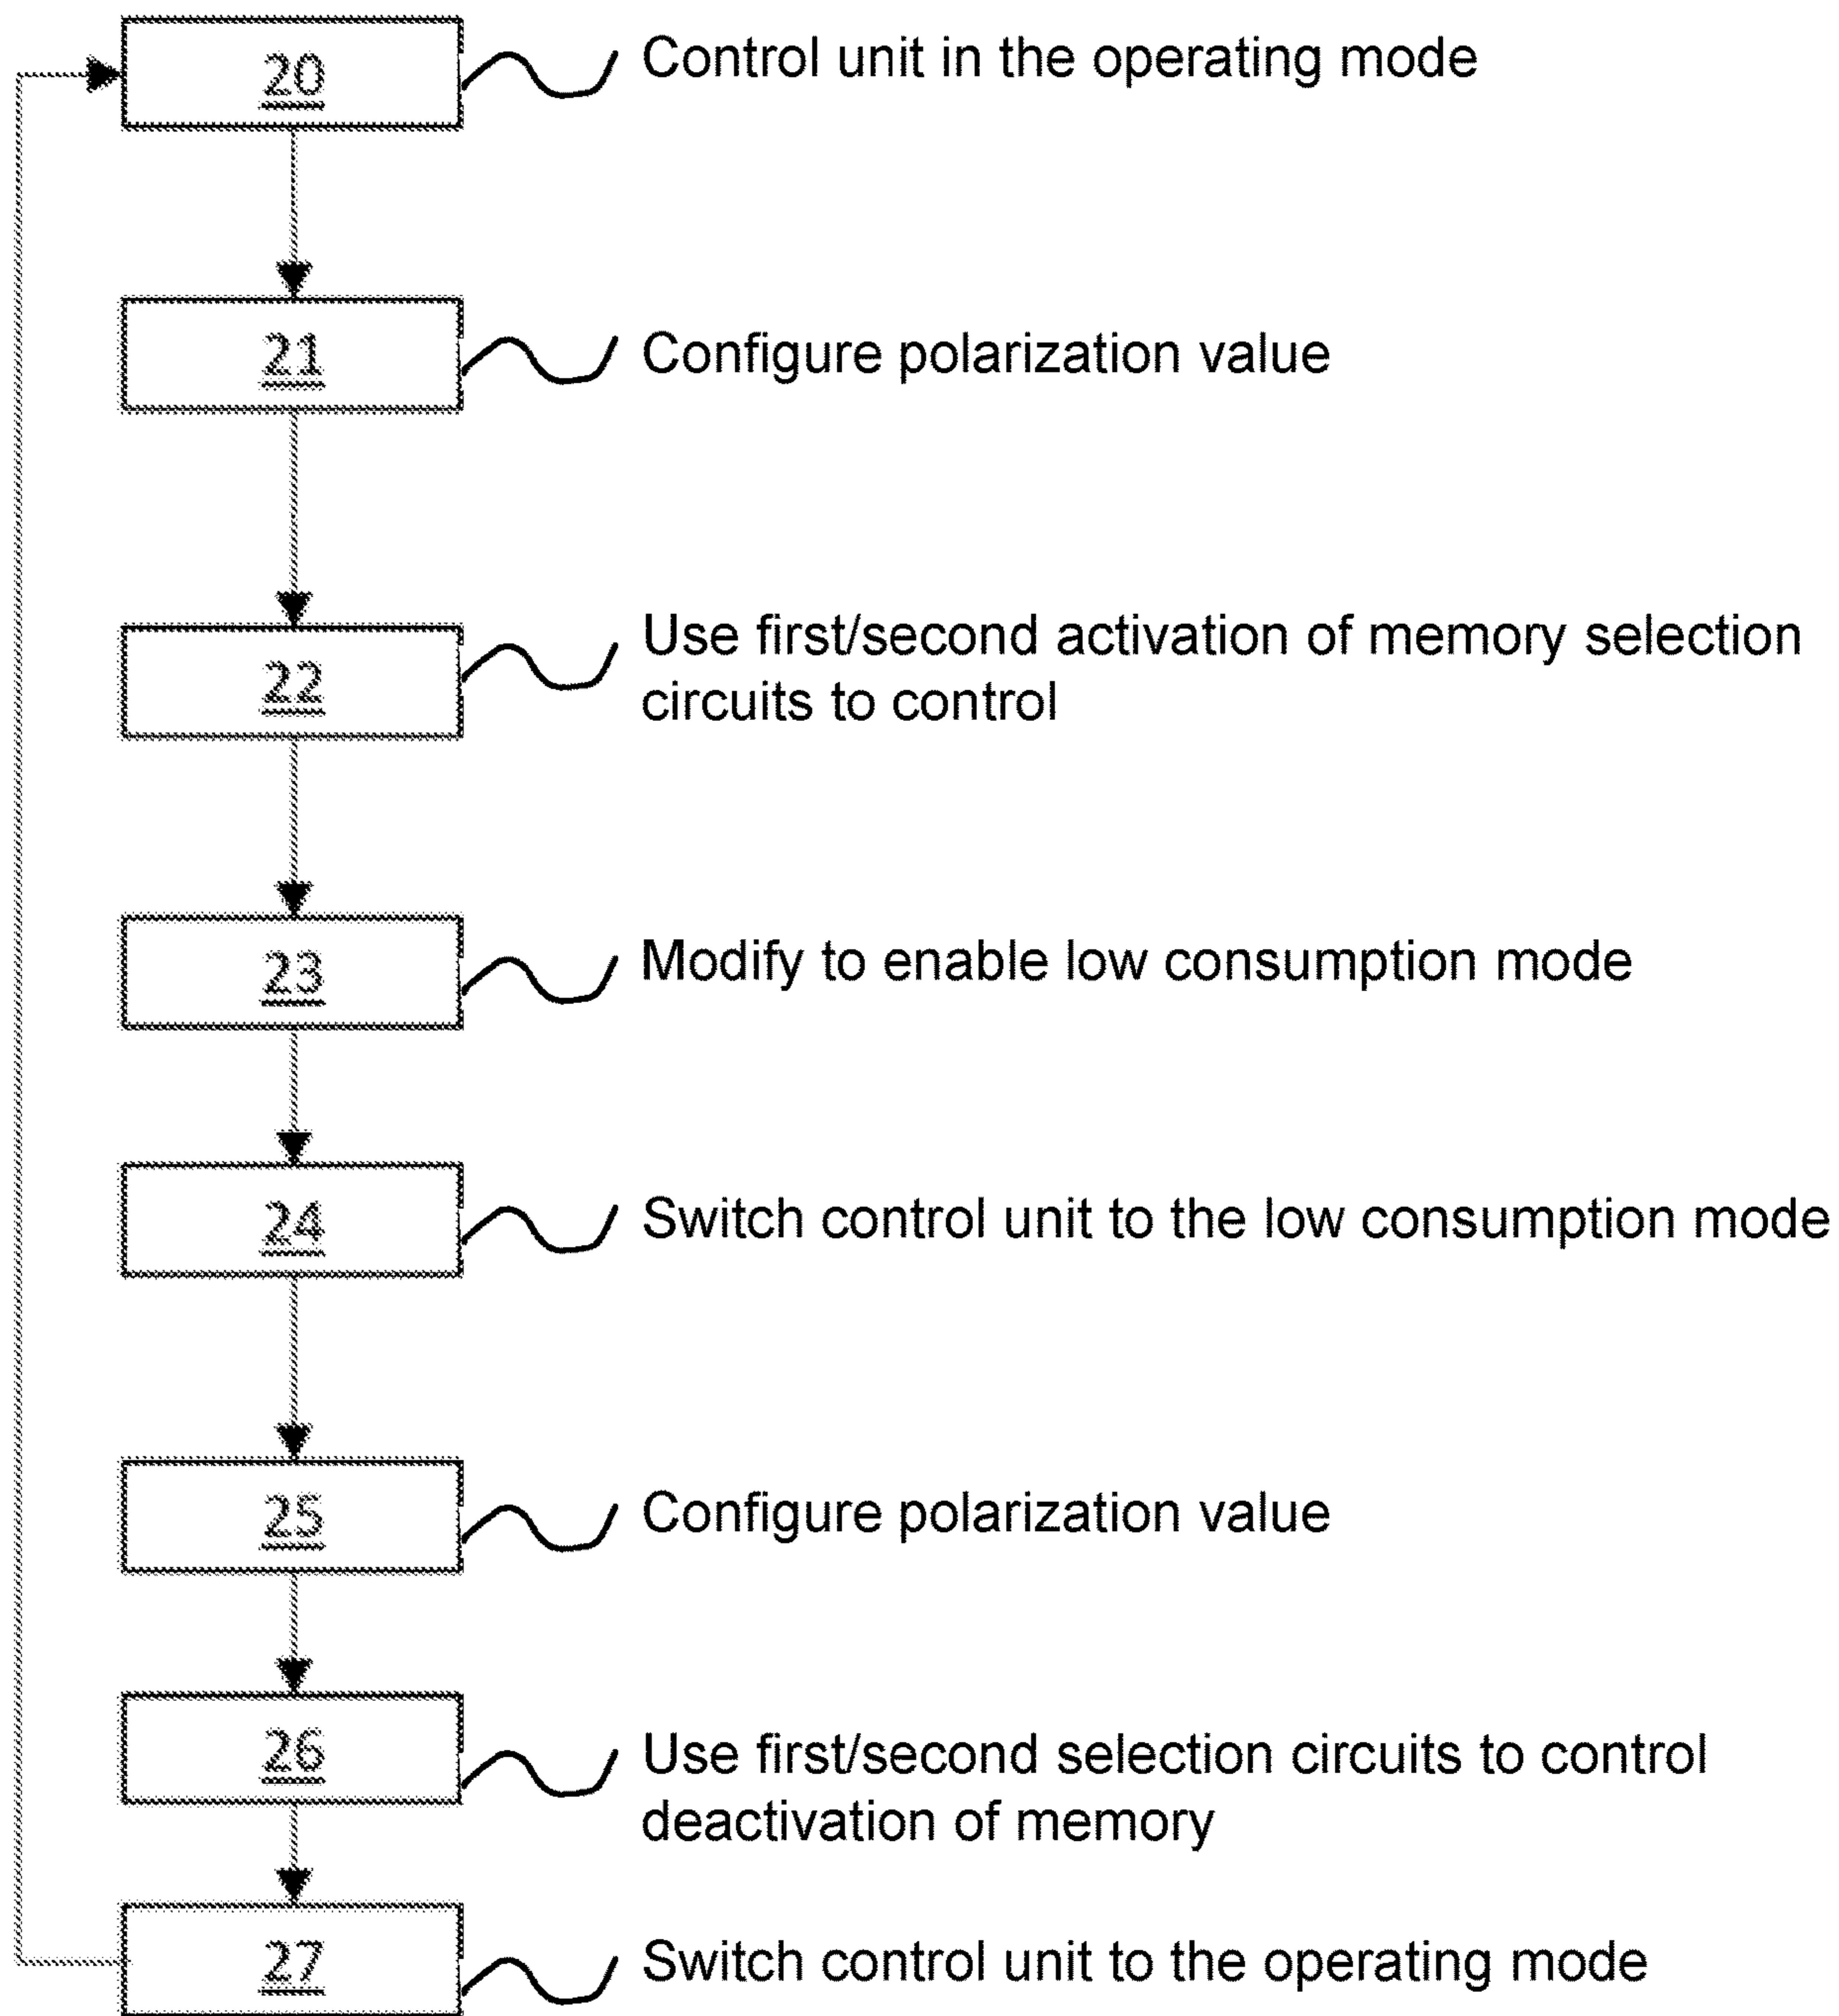 20
Control unit in the operating mode
21
Configure polarization value
22
Use first/second activation of memory selection
circuits to control
23
Modify to enable low consumption mode
24
Switch control unit to the low consumption mode
25
Configure polarization value
26
Use first/second selection circuits to control
deactivation of memory
27
Switch control unit to the operating mode